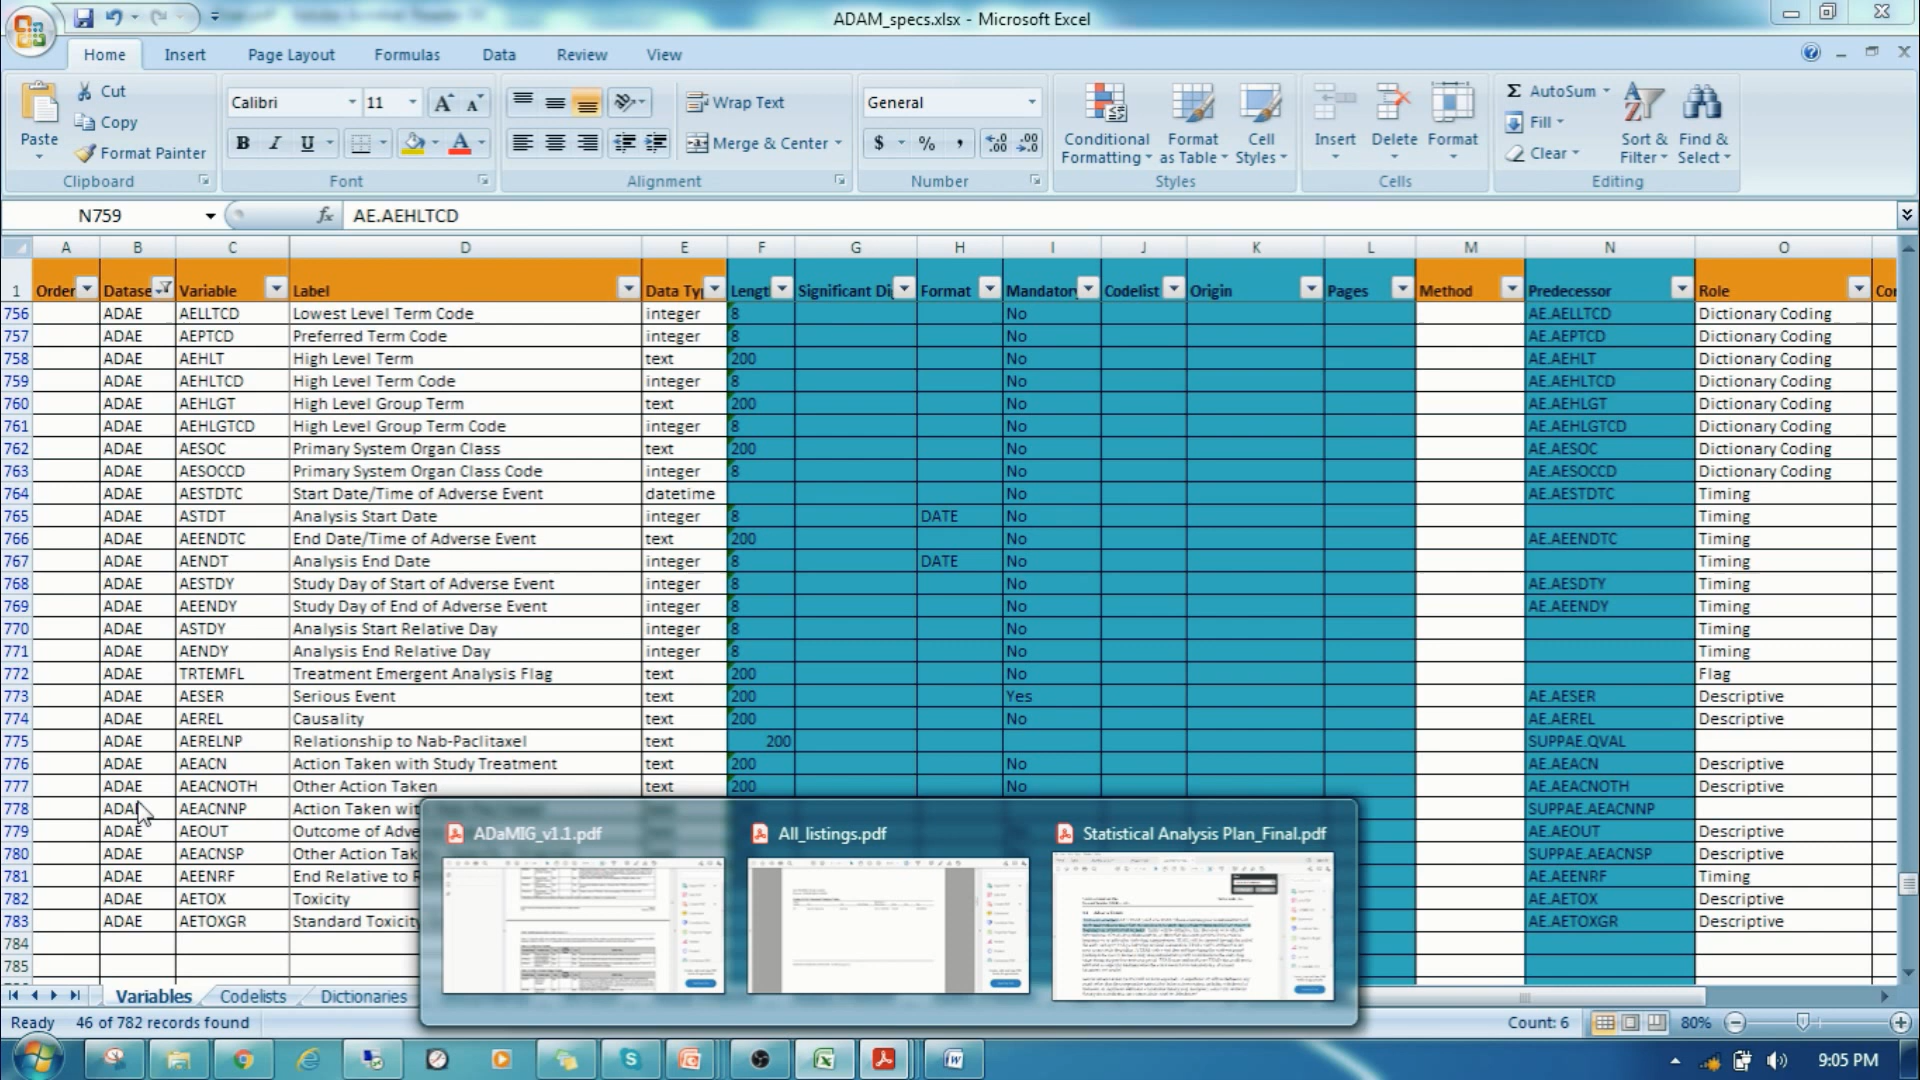 ADAM_specs.xlsx - Microsoft Excel
Home Insert Page Layout Formulas Data Review View
Cut
Copy
Format Painter
Paste
Clipboard
Calibri 11
B I U
Font
Wrap Text
Merge & Center
Alignment
General
$ % ,
Number
Conditional Formatting
Format as Table
Cell Styles
Styles
Insert Delete Format
Cells
Σ AutoSum
Fill
Clear
Sort & Filter
Find & Select
Editing
N759 fx AE.AEHLTCD
A B C D E F G H I J K L M N O
1 Order Datase Variable Label Data Typ Lengt Significant Di Format Mandator Codelist Origin Pages Method Predecessor Role Cor
756 ADAE AELLTCD Lowest Level Term Code integer 8 No AE.AELLTCD Dictionary Coding
757 ADAE AEPTCD Preferred Term Code integer 8 No AE.AEPTCD Dictionary Coding
758 ADAE AEHLT High Level Term text 200 No AE.AEHLT Dictionary Coding
759 ADAE AEHLTCD High Level Term Code integer 8 No AE.AEHLTCD Dictionary Coding
760 ADAE AEHLGT High Level Group Term text 200 No AE.AEHLGT Dictionary Coding
761 ADAE AEHLGTCD High Level Group Term Code integer 8 No AE.AEHLGTCD Dictionary Coding
762 ADAE AESOC Primary System Organ Class text 200 No AE.AESOC Dictionary Coding
763 ADAE AESOCCD Primary System Organ Class Code integer 8 No AE.AESOCCD Dictionary Coding
764 ADAE AESTDTC Start Date/Time of Adverse Event datetime No AE.AESTDTC Timing
765 ADAE ASTDT Analysis Start Date integer 8 DATE No Timing
766 ADAE AEENDTC End Date/Time of Adverse Event text 200 No AE.AEENDTC Timing
767 ADAE AENDT Analysis End Date integer 8 DATE No Timing
768 ADAE AESTDY Study Day of Start of Adverse Event integer 8 No AE.AESDTY Timing
769 ADAE AEENDY Study Day of End of Adverse Event integer 8 No AE.AEENDY Timing
770 ADAE ASTDY Analysis Start Relative Day integer 8 No Timing
771 ADAE AENDY Analysis End Relative Day integer 8 No Timing
772 ADAE TRTEMFL Treatment Emergent Analysis Flag text 200 No Flag
773 ADAE AESER Serious Event text 200 Yes AE.AESER Descriptive
774 ADAE AEREL Causality text 200 No AE.AEREL Descriptive
775 ADAE AERELNP Relationship to Nab-Paclitaxel text 200 SUPPAE.QVAL
776 ADAE AEACN Action Taken with Study Treatment text 200 No AE.AEACN Descriptive
777 ADAE AEACNOTH Other Action Taken text 200 No AE.AEACNOTH Descriptive
778 ADAE AEACNNP Action Taken wit SUPPAE.AEACNNP
779 ADAE AEOUT Outcome of Adve AE.AEOUT Descriptive
780 ADAE AEACNSP Other Action Tak SUPPAE.AEACNSP Descriptive
781 ADAE AEENRF End Relative to R AE.AEENRF Timing
782 ADAE AETOX Toxicity AE.AETOX Descriptive
783 ADAE AETOXGR Standard Toxicity AE.AETOXGR Descriptive
784
785
ADaMIG_v1.1.pdf All_listings.pdf Statistical Analysis Plan_Final.pdf
Variables Codelists Dictionaries
Ready 46 of 782 records found Count: 6 80%
9:05 PM